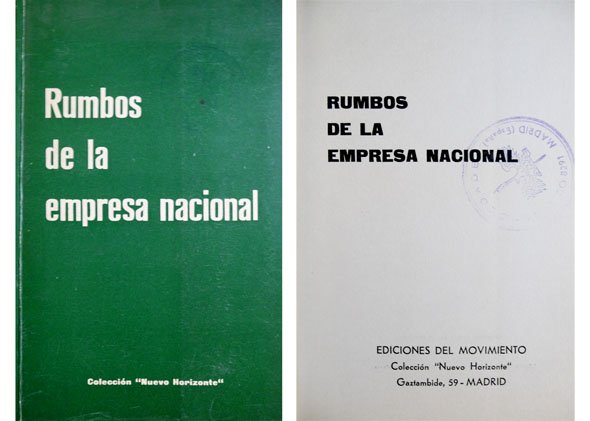 Rumbos
de la
empresa nacional
Colección "Nuevo Horizonte"
RUMBOS
DE LA
EMPRESA NACIONAL
MADRID (España)
EDICIONES DEL MOVIMIENTO
Colección "Nuevo Horizonte"
Gaztambide, 59 - MADRID